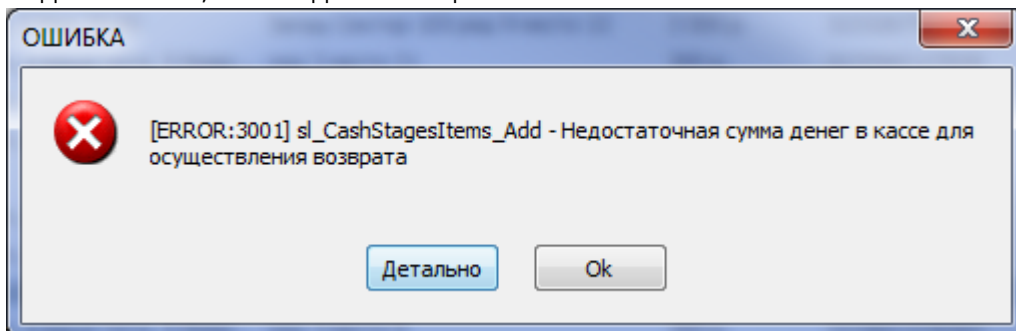 ОШИБКА
[ERROR:3001] sl_CashStagesItems_Add - Недостаточная сумма денег в кассе для
осуществления возврата
Детально
Ok